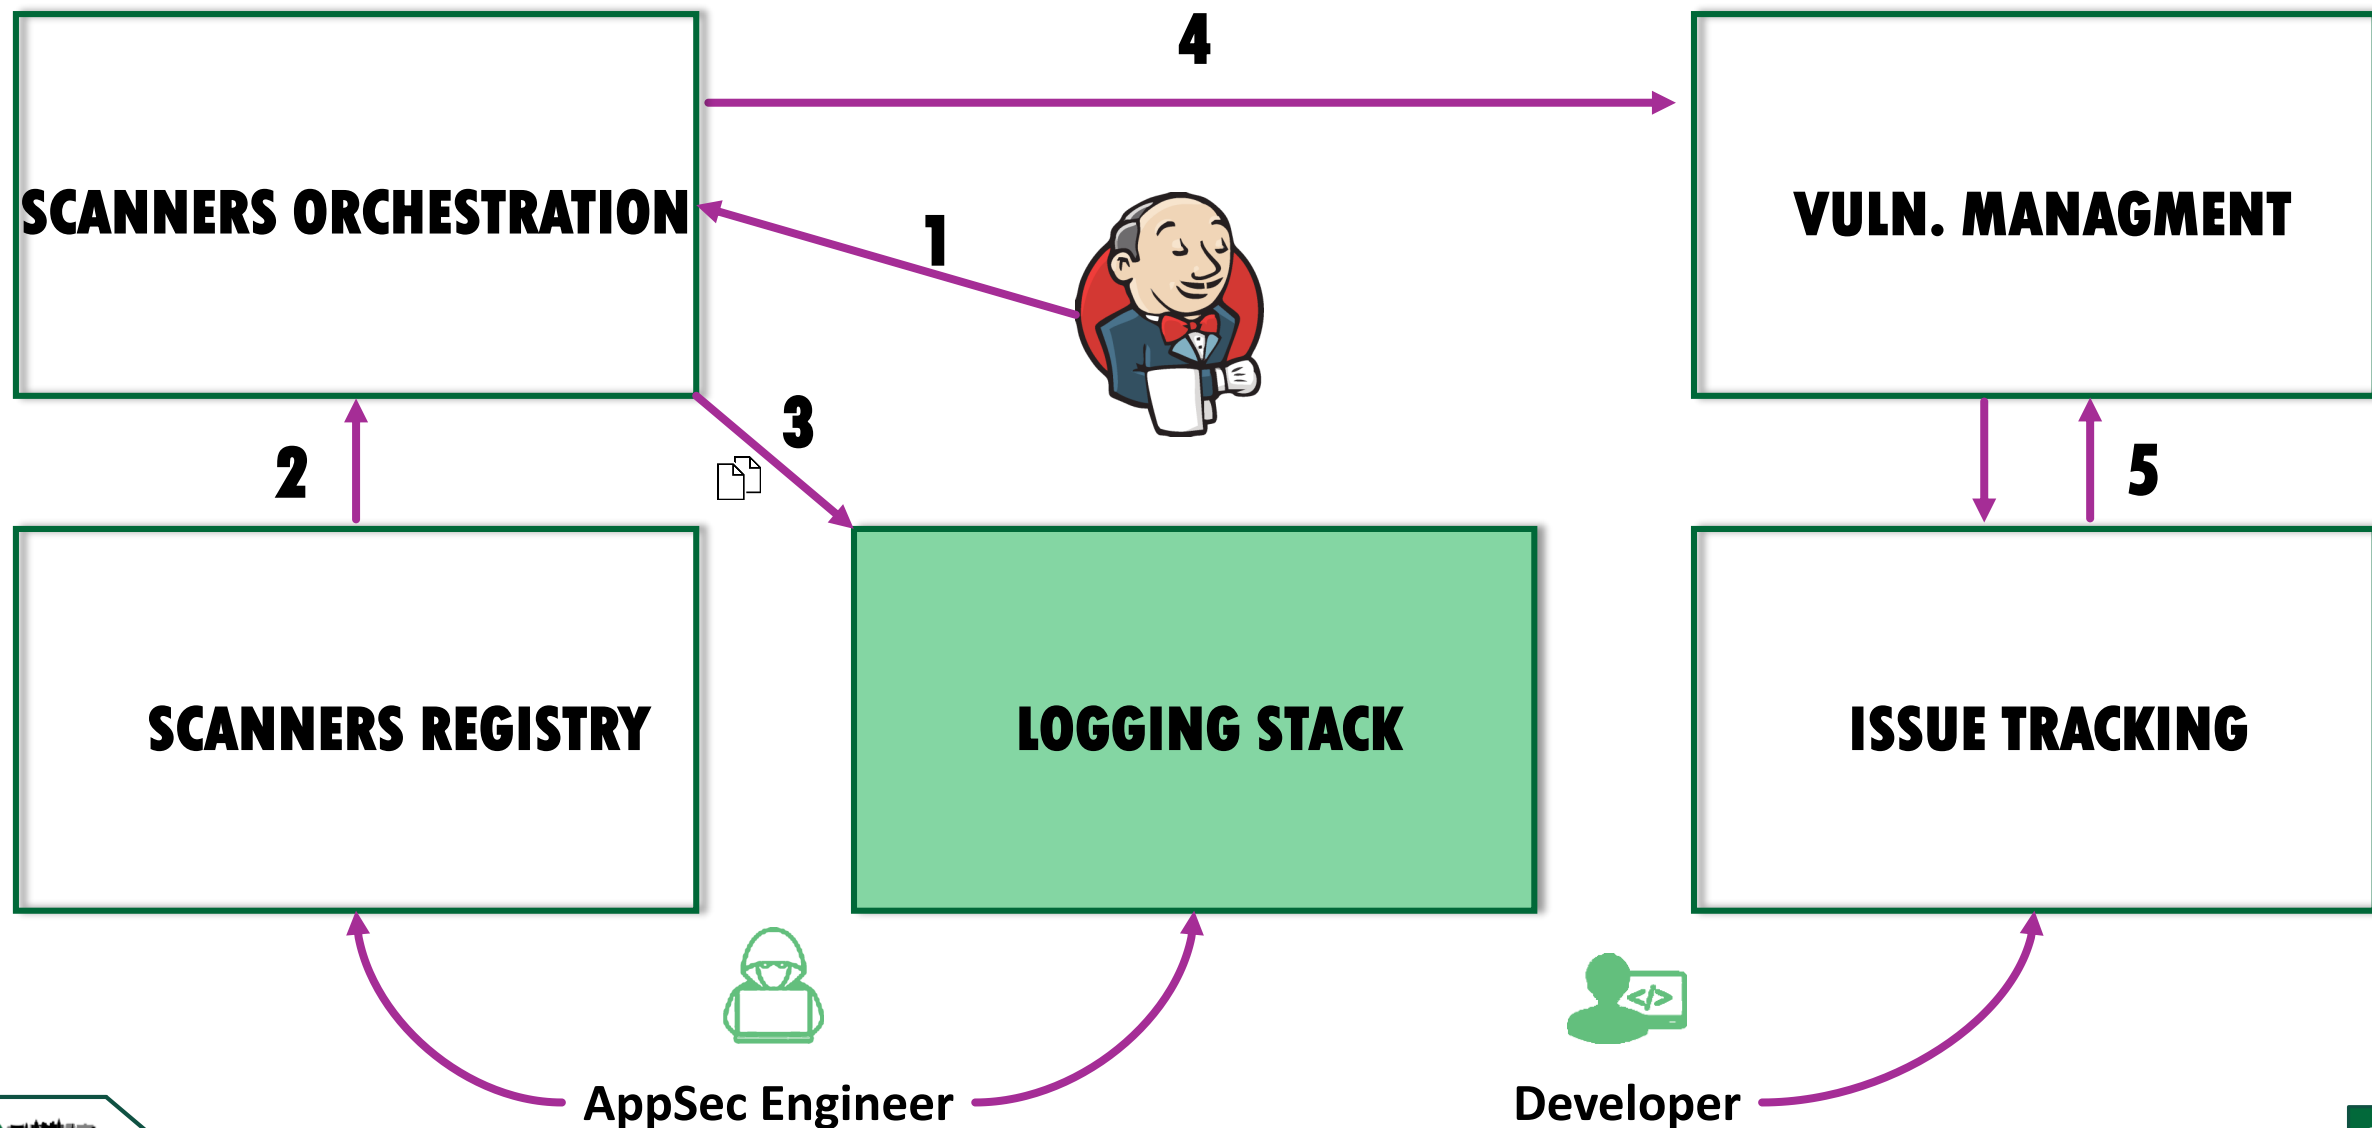 4
SCANNERS ORCHESTRATION
1
VULN. MANAGMENT
2
3
5
SCANNERS REGISTRY
LOGGING STACK
ISSUE TRACKING
</>
AppSec Engineer
Developer